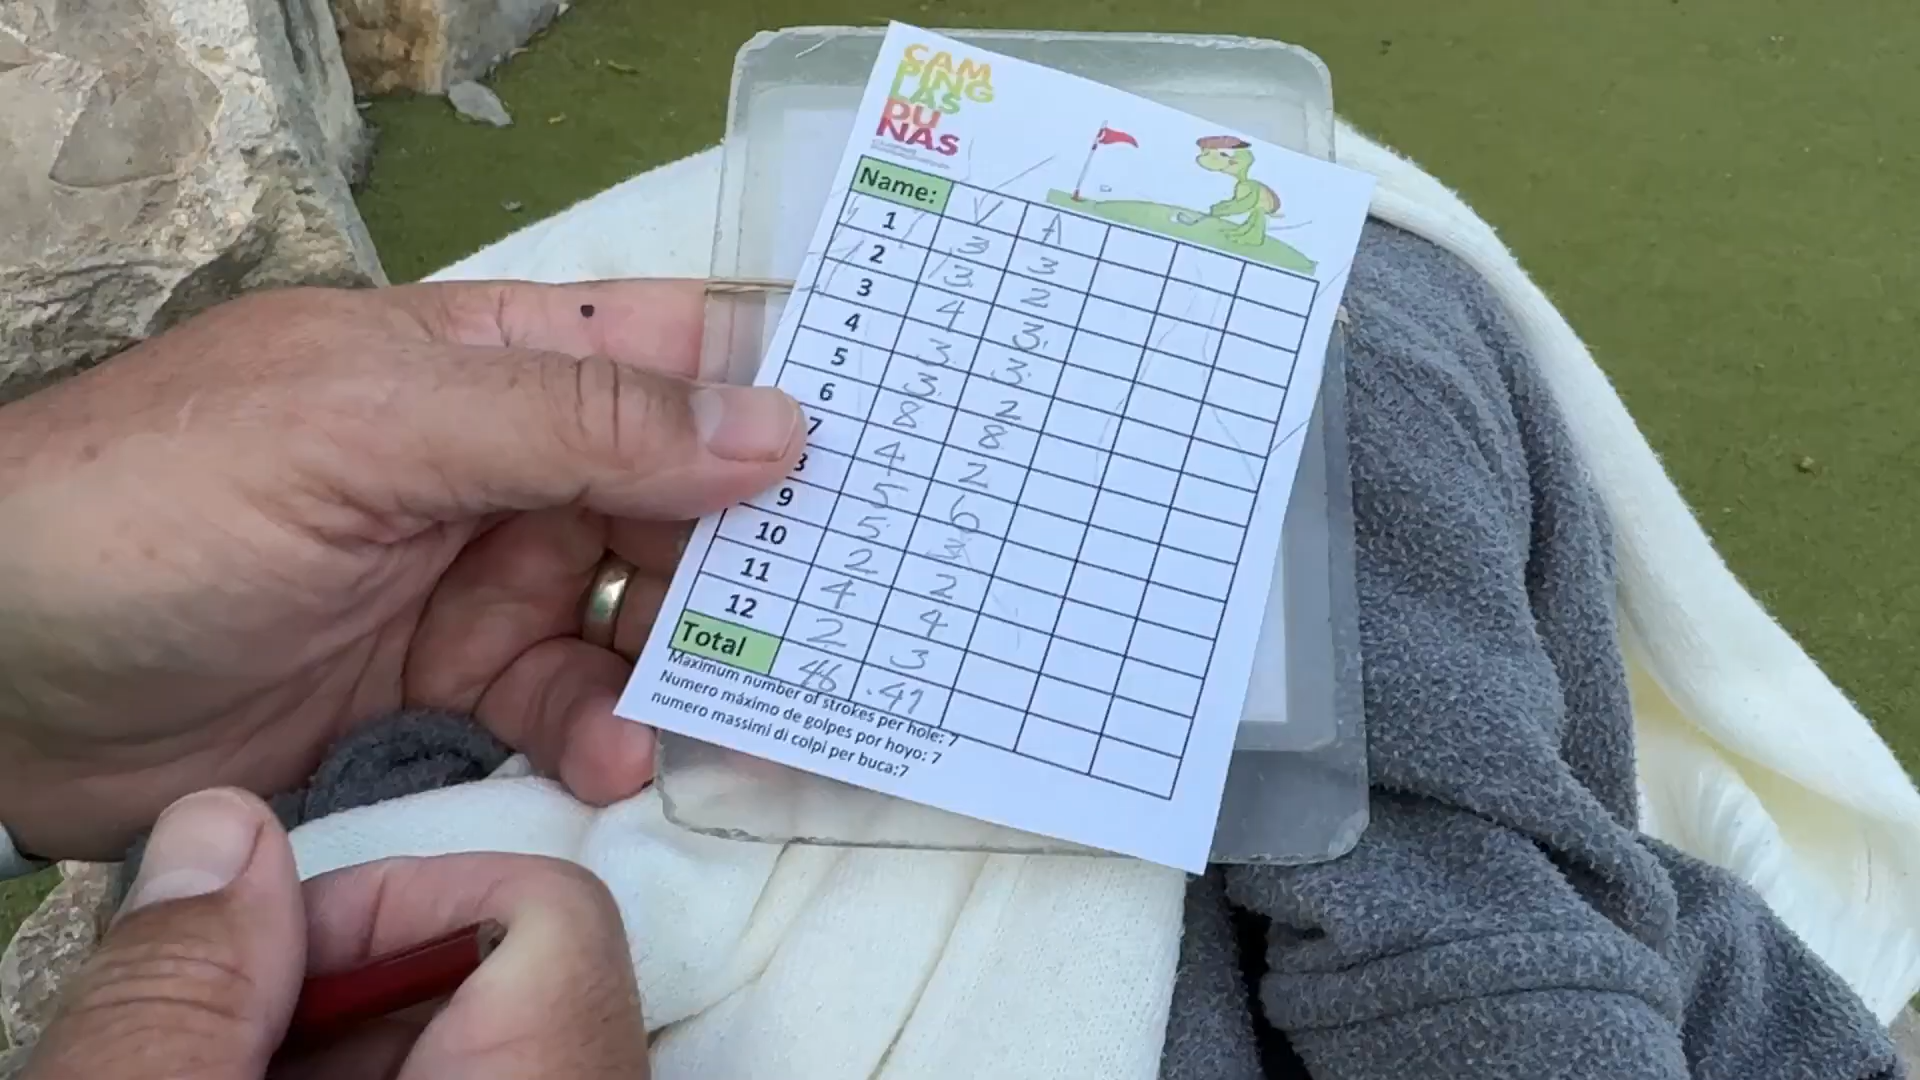 CAM
PING
LAS
DU
NAS
Name: V A
1 3 3
2 3 2
3 4 3
4 3 3
5 3 2
6 8 8
7 4 2
8 5 6
9 5
10 2 2
11 4 4
12 2 3
Total 46 .41
Maximum number of strokes per hole: 7
Numero máximo de golpes por hoyo: 7
numero massimi di colpi per buca:7